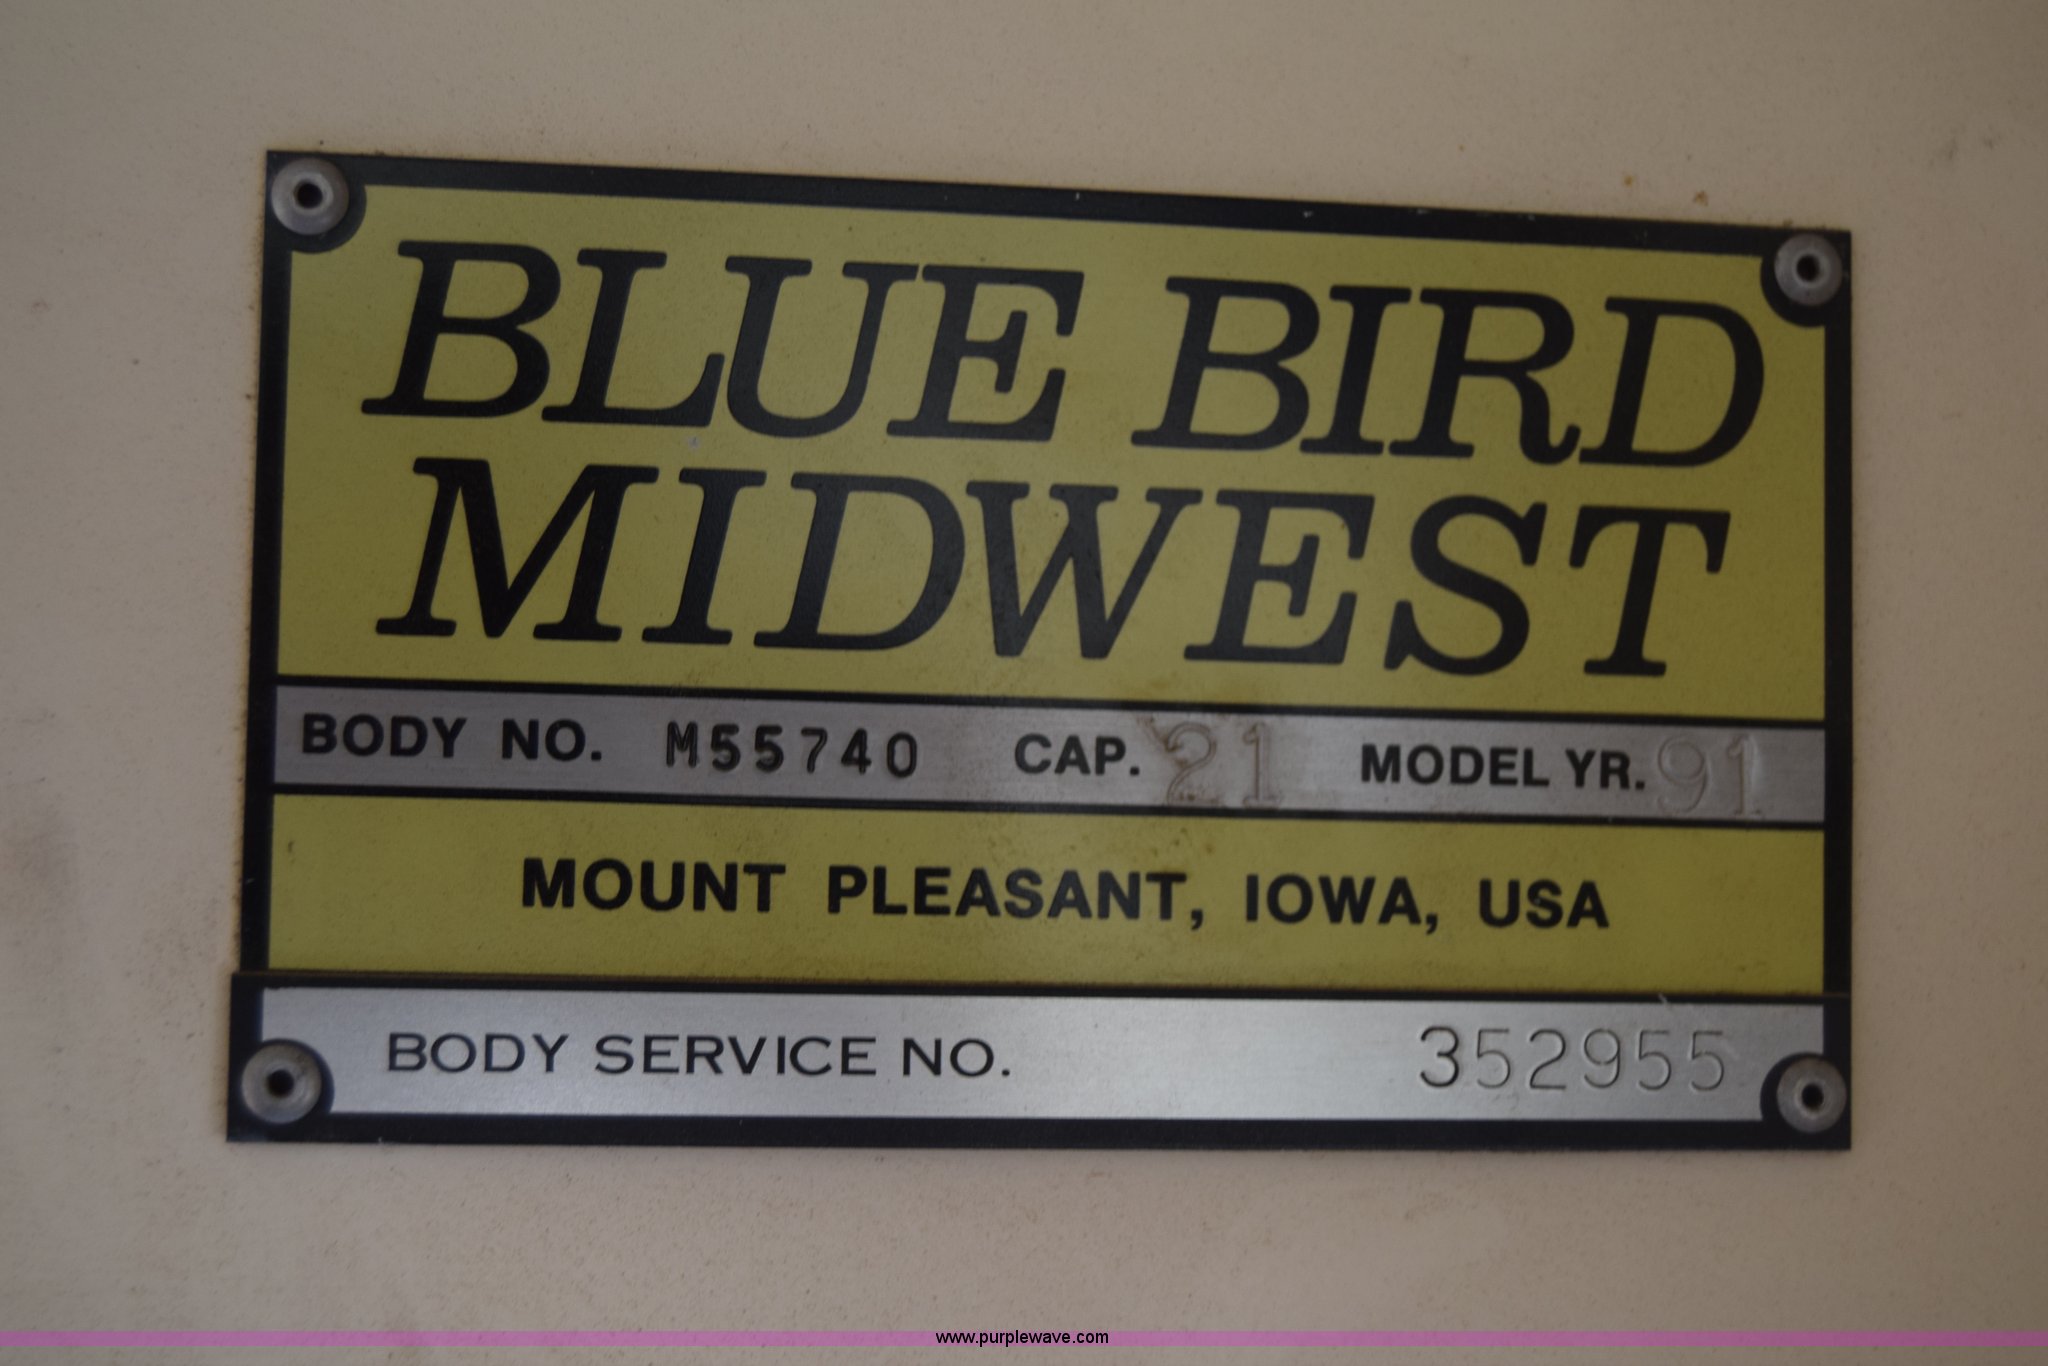 BLUE BIRD
MIDWEST
BODY NO. M55740 CAP. 21 MODEL YR. 91
MOUNT PLEASANT, IOWA, USA
BODY SERVICE NO. 352955
www.purplewave.com